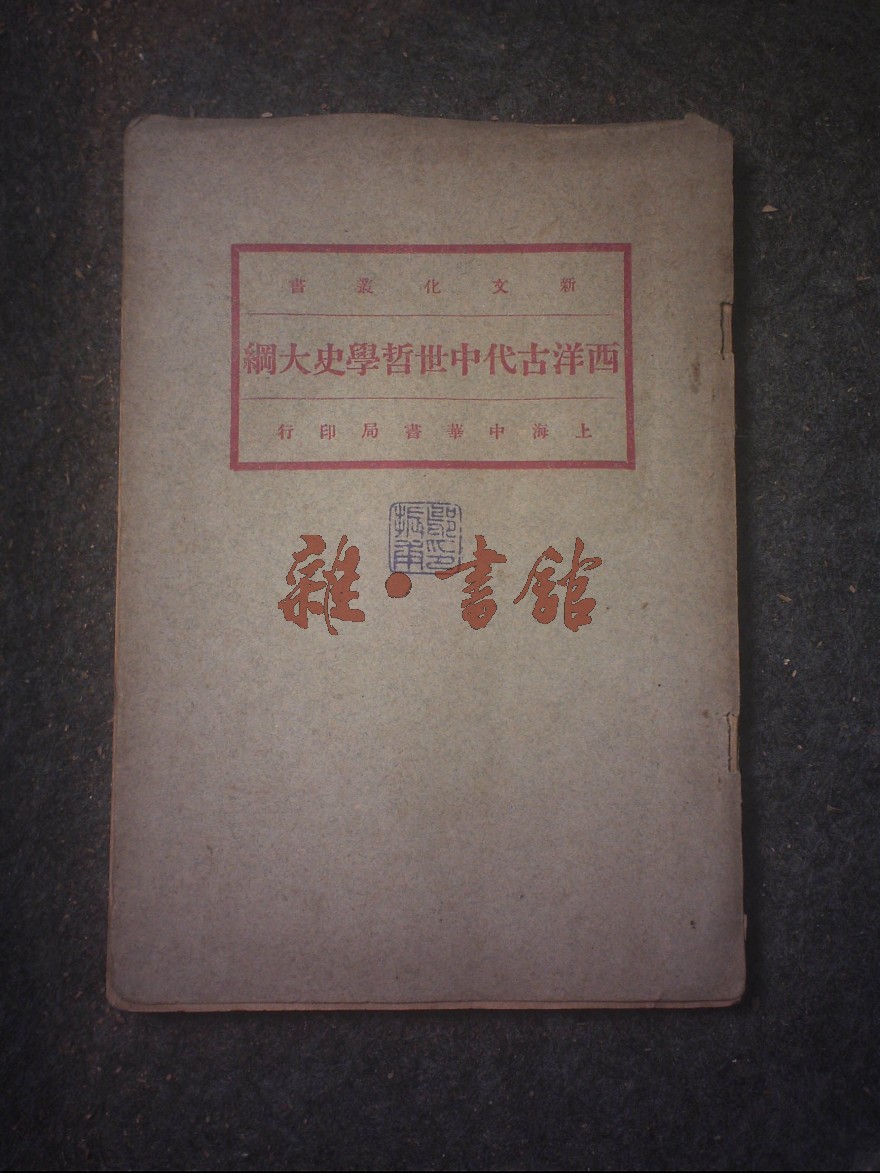 新文化叢書
西洋古代中世哲學史大綱
上海中華書局印行
雜·書館